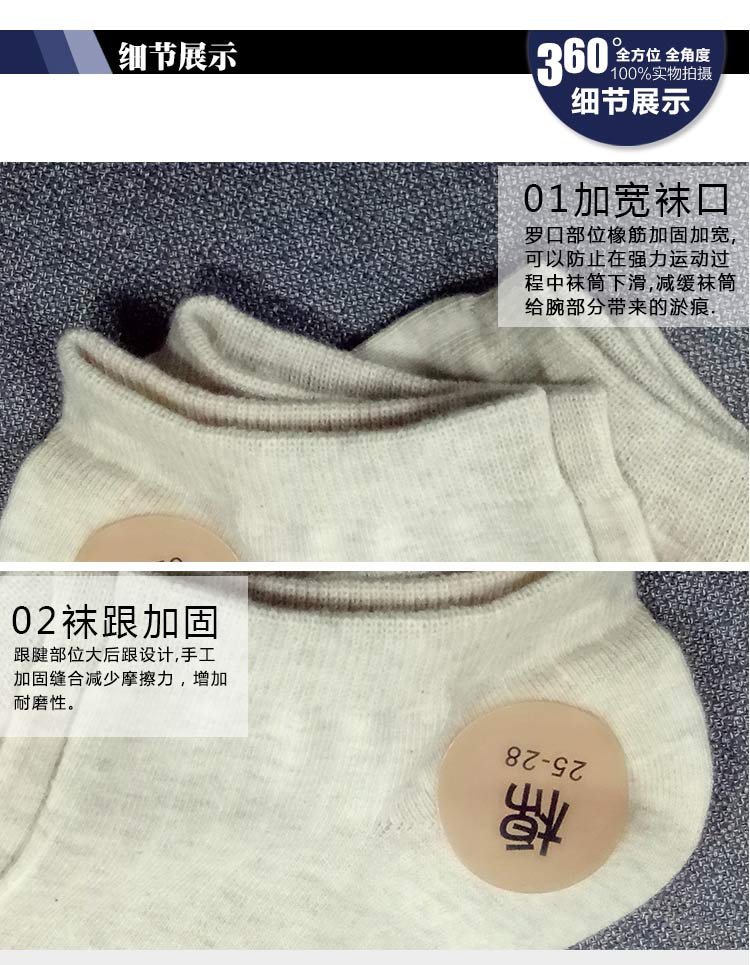 细节展示
360°全方位 全角度
100%实物拍摄
细节展示
01加宽袜口
罗口部位橡筋加固加宽,
可以防止在强力运动过
程中袜筒下滑,减缓袜筒
给腕部分带来的淤痕.
02袜跟加固
跟腱部位大后跟设计,手工
加固缝合减少摩擦力，增加
耐磨性。
25-28
棉